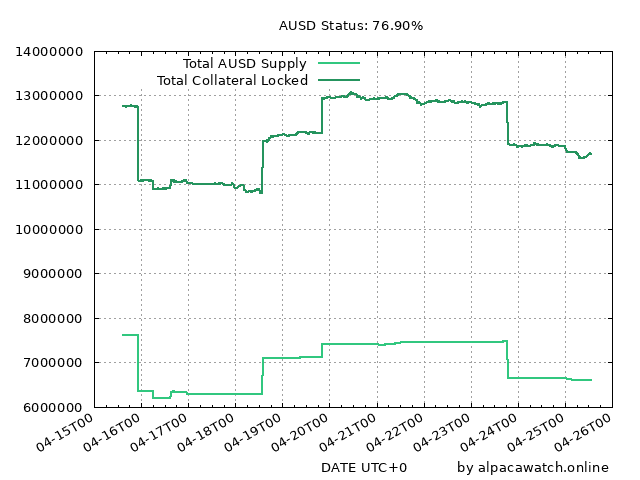 AUSD Status: 76.90%
14000000
Total AUSD Supply
Total Collateral Locked
13000000
12000000
11000000
10000000
9000000
8000000
7000000
6000000
04-15T00
04-16T00
04-17T00
04-18T00
04-19T00
04-20T00
04-21T00
04-22T00
04-23T00
04-24T00
04-25T00
04-26T00
DATE UTC+0
by alpacawatch.online